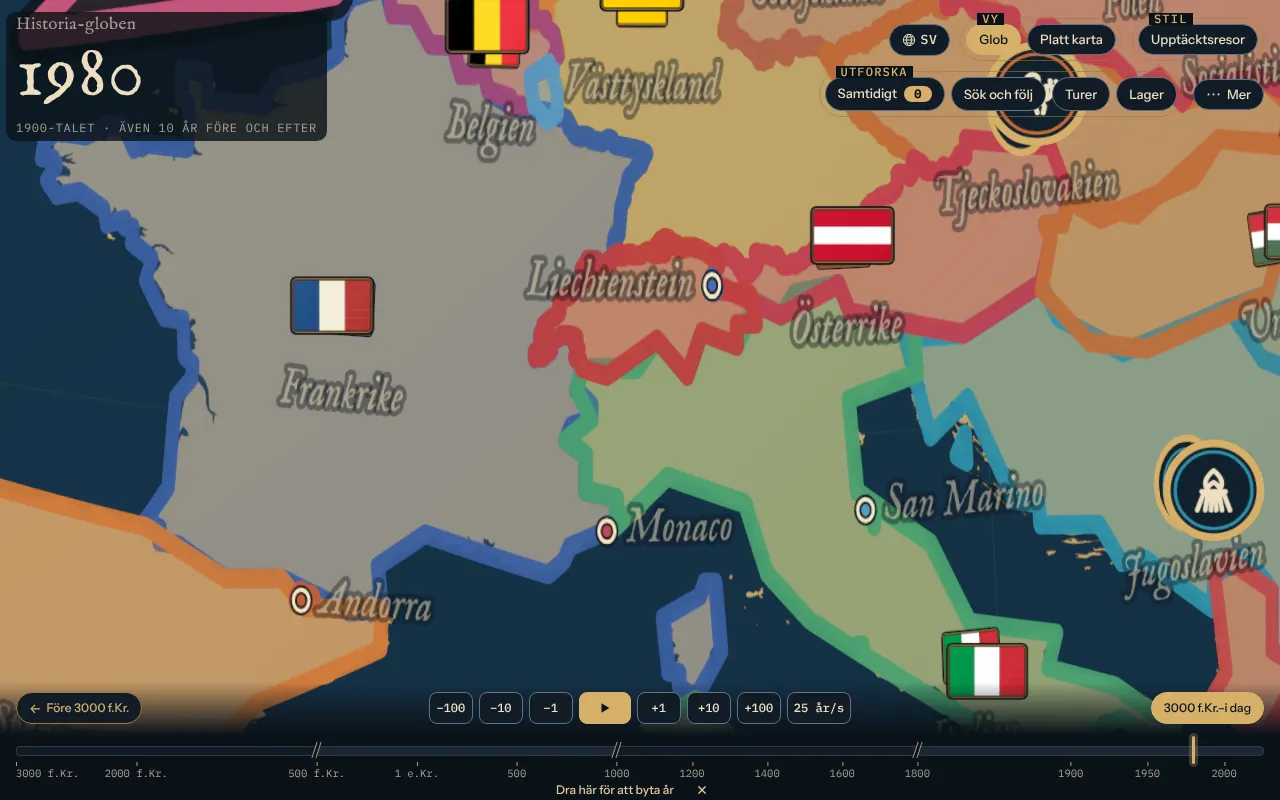 Historia-globen
1980
1900-TALET · ÄVEN 10 ÅR FÖRE OCH EFTER
SV
VY
Glob
Platt karta
STIL
Upptäcktsresor
UTFORSKA
Samtidigt 0
Sök och följ
Turer
Lager
··· Mer
Polen
Västtyskland
Belgien
Tjeckoslovakien
Liechtenstein
Österrike
Frankrike
San Marino
Monaco
Jugoslavien
Andorra
← Före 3000 f.Kr.
−100
−10
−1
+1
+10
+100
25 år/s
3000 f.Kr.–i dag
3000 f.Kr.
2000 f.Kr.
500 f.Kr.
1 e.Kr.
500
1000
1200
1400
1600
1800
1900
1950
2000
Dra här för att byta år ✕